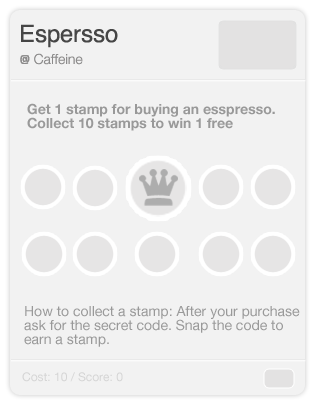 Espersso
@ Caffeine
Get 1 stamp for buying an esspresso.
Collect 10 stamps to win 1 free
How to collect a stamp: After your purchase
ask for the secret code. Snap the code to
earn a stamp.
Cost: 10 / Score: 0